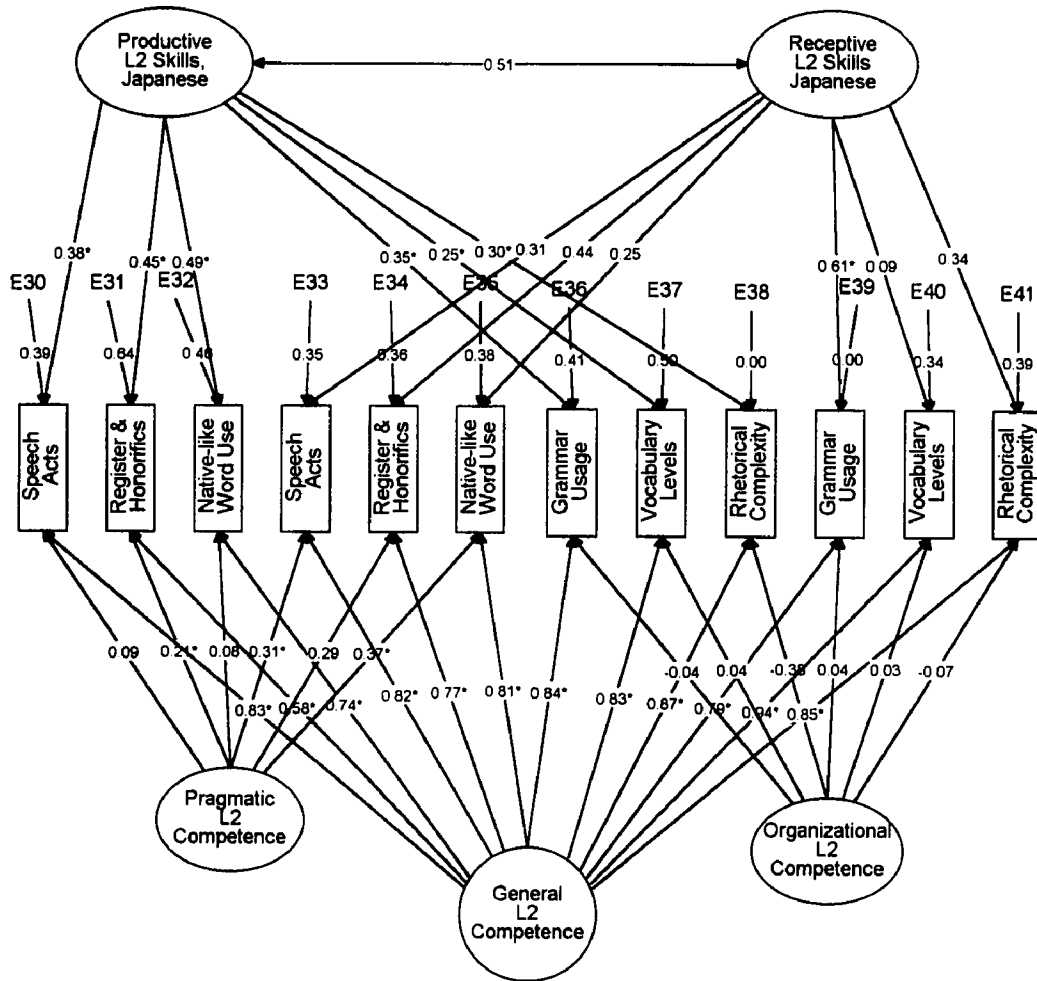 Productive
L2 Skills,
Japanese
0.51
Receptive
L2 Skills
Japanese
0.38*
0.45*
0.49*
0.35*
0.25*
0.30*
0.31
0.44
0.25
0.61*
0.09
0.34
E30
E31
E32
E33
E34
E35
E36
E37
E38
E39
E40
E41
0.39
0.64
0.46
0.35
0.36
0.38
0.41
0.50
0.00
0.00
0.34
0.39
Speech
Acts
Register &
Honorifics
Native-like
Word Use
Speech
Acts
Register &
Honorifics
Native-like
Word Use
Grammar
Usage
Vocabulary
Levels
Rhetorical
Complexity
Grammar
Usage
Vocabulary
Levels
Rhetorical
Complexity
0.09
0.21*
0.08
0.31*
0.29
0.37*
-0.04
0.04
-0.38
0.04
0.03
-0.07
0.83*
0.58*
0.74*
0.82*
0.77*
0.81*
0.84*
0.83*
0.87*
0.79*
0.94*
0.85*
Pragmatic
L2
Competence
General
L2
Competence
Organizational
L2
Competence